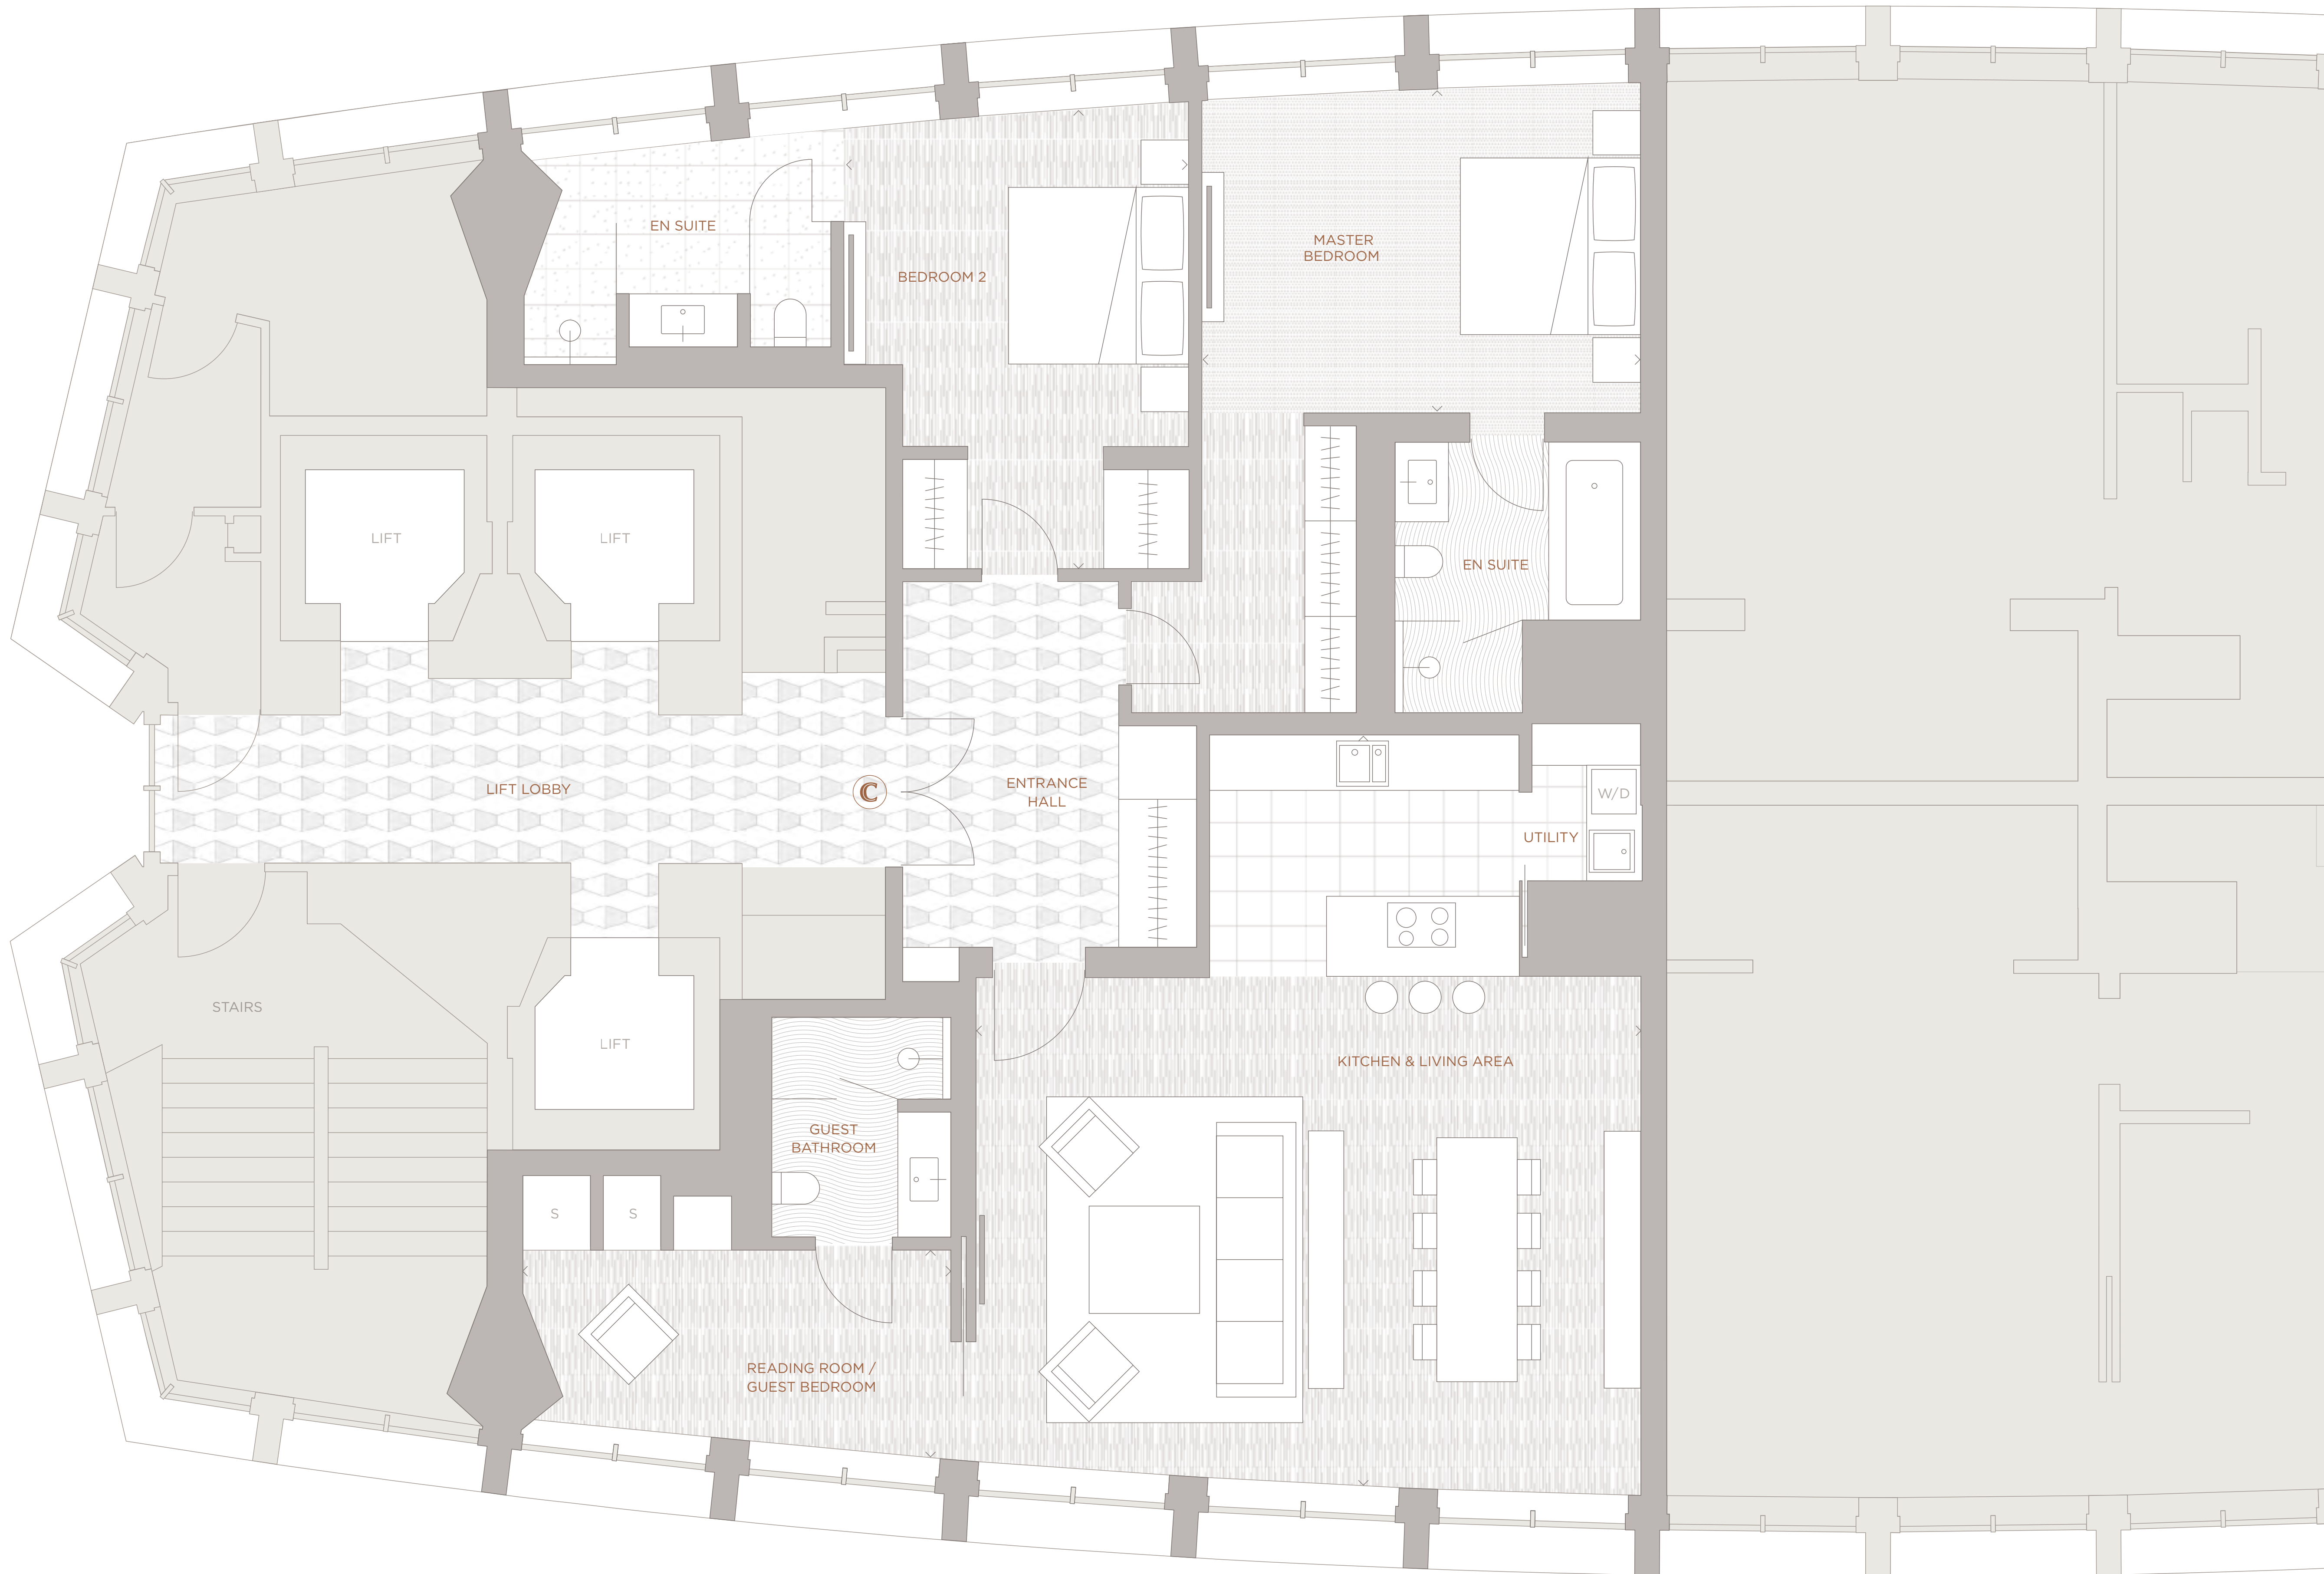 EN SUITE
BEDROOM 2
MASTER
BEDROOM
LIFT
LIFT
EN SUITE
LIFT LOBBY
C
ENTRANCE
HALL
W/D
UTILITY
STAIRS
LIFT
KITCHEN & LIVING AREA
GUEST
BATHROOM
S
S
READING ROOM /
GUEST BEDROOM